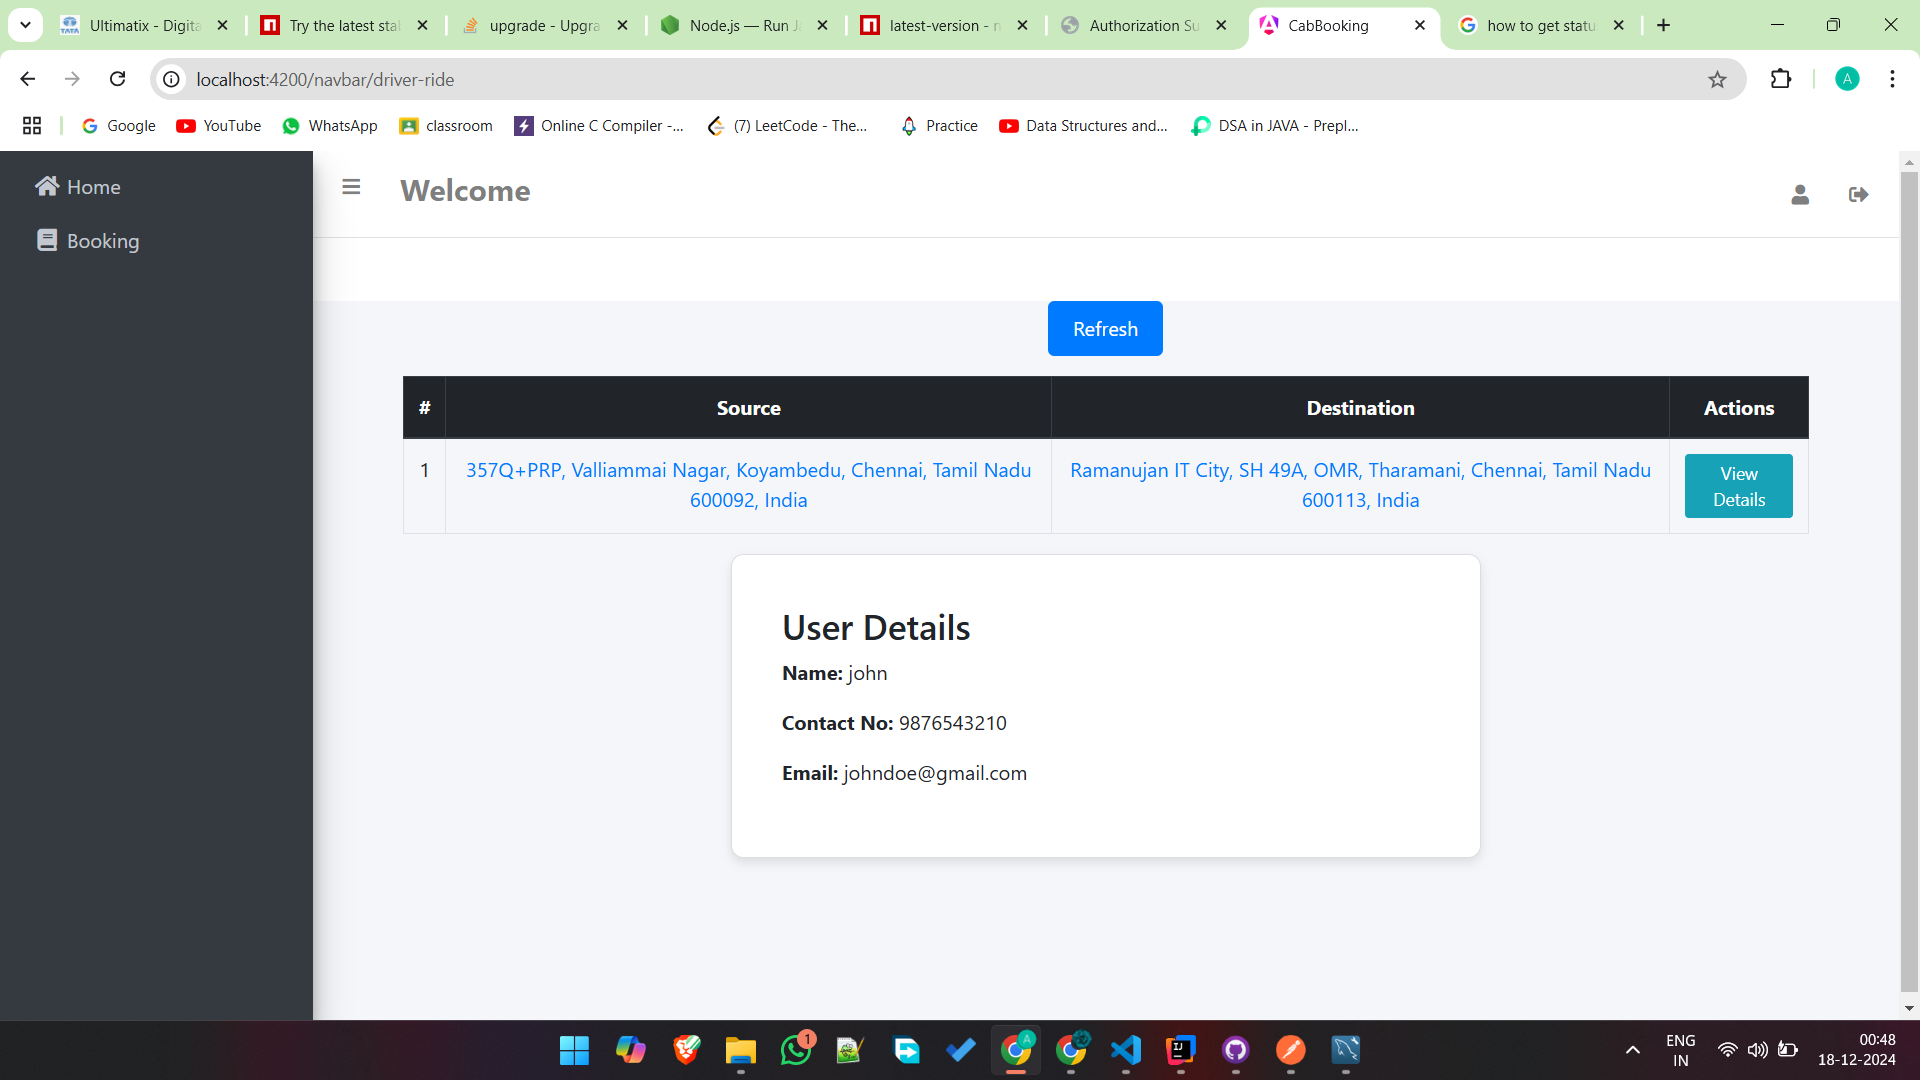 Ultimatix - Digita
Try the latest stal
upgrade - Upgra
Node.js — Run Ja
latest-version - n
Authorization Su
CabBooking
how to get statu
localhost:4200/navbar/driver-ride
A
Google
YouTube
WhatsApp
classroom
Online C Compiler -...
(7) LeetCode - The...
Practice
Data Structures and...
DSA in JAVA - Prepl...
Home
Booking
Welcome
Refresh
# Source Destination Actions
1 357Q+PRP, Valliammai Nagar, Koyambedu, Chennai, Tamil Nadu
600092, India
Ramanujan IT City, SH 49A, OMR, Tharamani, Chennai, Tamil Nadu
600113, India
View
Details
User Details
Name: john
Contact No: 9876543210
Email: johndoe@gmail.com
1
A
ENG
IN
00:48
18-12-2024